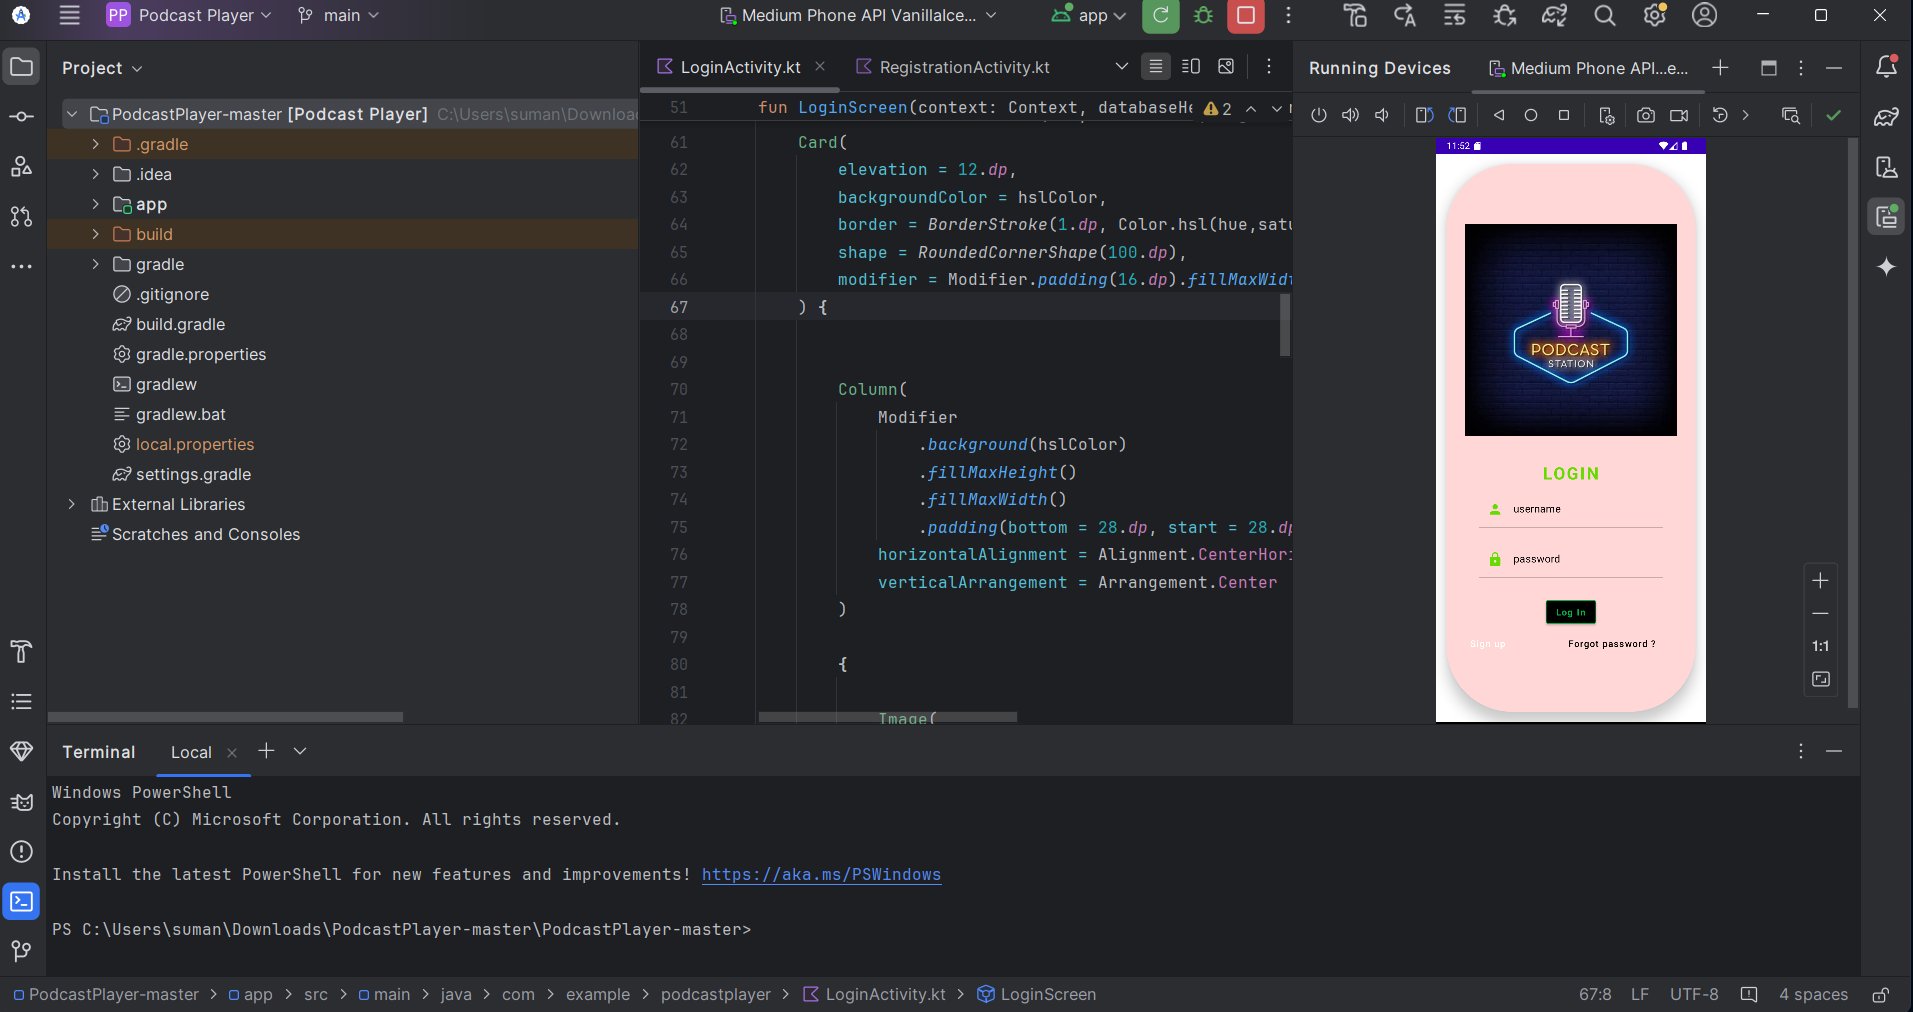 PP Podcast Player main Medium Phone API VanillaIce... app
Project
LoginActivity.kt RegistrationActivity.kt
Running Devices Medium Phone API...e...
PodcastPlayer-master [Podcast Player] C:\Users\suman\Downloa
.gradle
.idea
app
build
gradle
.gitignore
build.gradle
gradle.properties
gradlew
gradlew.bat
local.properties
settings.gradle
External Libraries
Scratches and Consoles
51 fun LoginScreen(context: Context, databaseHe 2
61 Card(
62 elevation = 12.dp,
63 backgroundColor = hslColor,
64 border = BorderStroke(1.dp, Color.hsl(hue,satu
65 shape = RoundedCornerShape(100.dp),
66 modifier = Modifier.padding(16.dp).fillMaxWidt
67 ) {
68
69
70 Column(
71 Modifier
72 .background(hslColor)
73 .fillMaxHeight()
74 .fillMaxWidth()
75 .padding(bottom = 28.dp, start = 28.dp
76 horizontalAlignment = Alignment.CenterHori
77 verticalArrangement = Arrangement.Center
78 )
79
80 {
81
82 Image(
11:52
PODCAST
STATION
LOGIN
username
password
Log In
Sign up Forgot password ?
1:1
Terminal Local
Windows PowerShell
Copyright (C) Microsoft Corporation. All rights reserved.
Install the latest PowerShell for new features and improvements! https://aka.ms/PSWindows
PS C:\Users\suman\Downloads\PodcastPlayer-master\PodcastPlayer-master>
PodcastPlayer-master > app > src > main > java > com > example > podcastplayer > LoginActivity.kt > LoginScreen 67:8 LF UTF-8 4 spaces